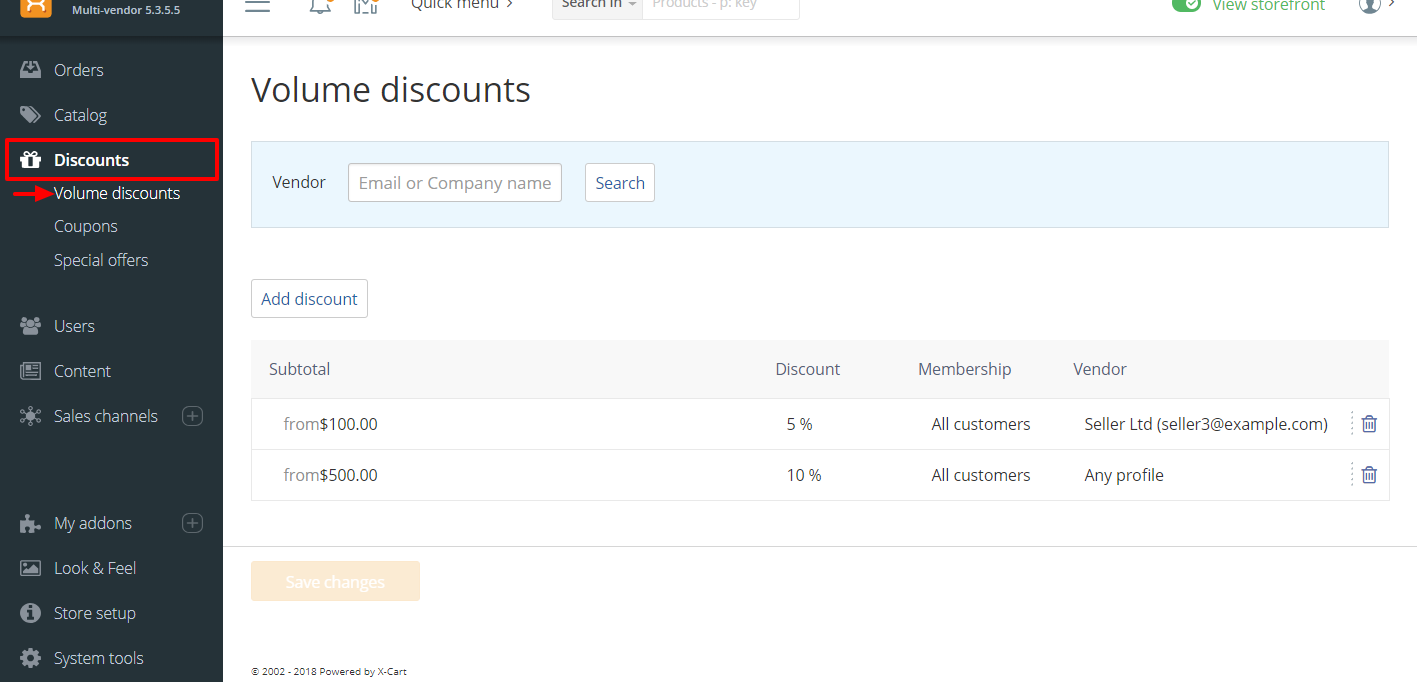 Multi-vendor 5.3.5.5
Quick menu
Search in
Products - p: key
View storefront
Orders
Catalog
Discounts
Volume discounts
Coupons
Special offers
Users
Content
Sales channels
My addons
Look & Feel
Store setup
System tools
Volume discounts
Vendor
Email or Company name
Search
Add discount
Subtotal Discount Membership Vendor
from$100.00 5 % All customers Seller Ltd (seller3@example.com)
from$500.00 10 % All customers Any profile
Save changes
© 2002 - 2018 Powered by X-Cart